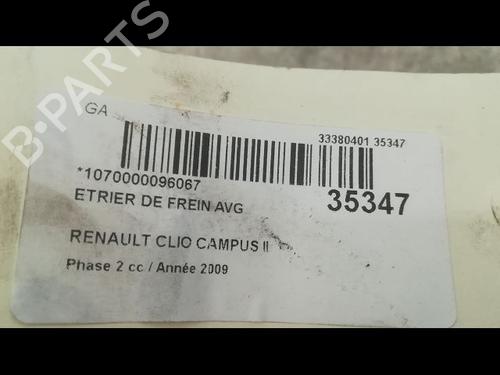 B-PARTS
GA
33380401 35347
*1070000096067
35347
ETRIER DE FREIN AVG
RENAULT CLIO CAMPUS II
Phase 2 cc / Année 2009